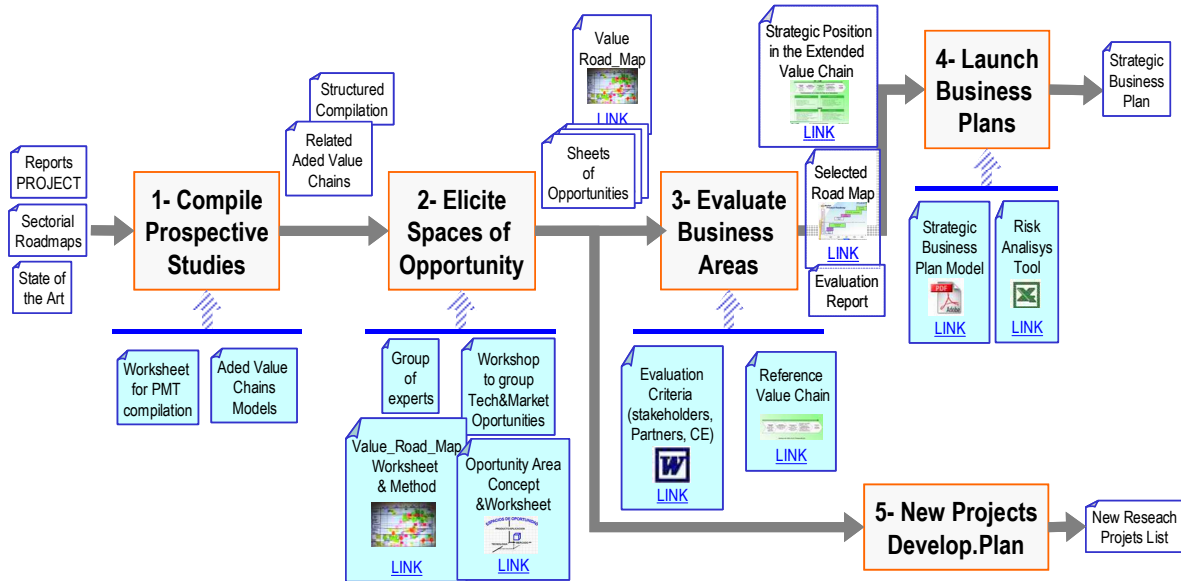 Reports
PROJECT
Sectorial
Roadmaps
State of
the Art
1- Compile
Prospective
Studies
Worksheet
for PMT
compilation
Aded Value
Chains
Models
Structured
Compilation
Related
Aded Value
Chains
2- Elicite
Spaces of
Opportunity
Group
of
experts
Workshop
to group
Tech&Market
Oportunities
Value_Road_Map
Worksheet
& Method
LINK
Oportunity Area
Concept
&Worksheet
ESPACIOS DE OPORTUNIDAD
LINK
Value
Road_Map
LINK
Sheets
of
Opportunities
3- Evaluate
Business
Areas
Evaluation
Criteria
(stakeholders,
Partners, CE)
W
LINK
Reference
Value Chain
LINK
Strategic Position
in the Extended
Value Chain
LINK
Selected
Road Map
LINK
Evaluation
Report
4- Launch
Business
Plans
Strategic
Business
Plan Model
PDF
Adobe
LINK
Risk
Analisys
Tool
X
LINK
Strategic
Business
Plan
5- New Projects
Develop.Plan
New Reseach
Projets List